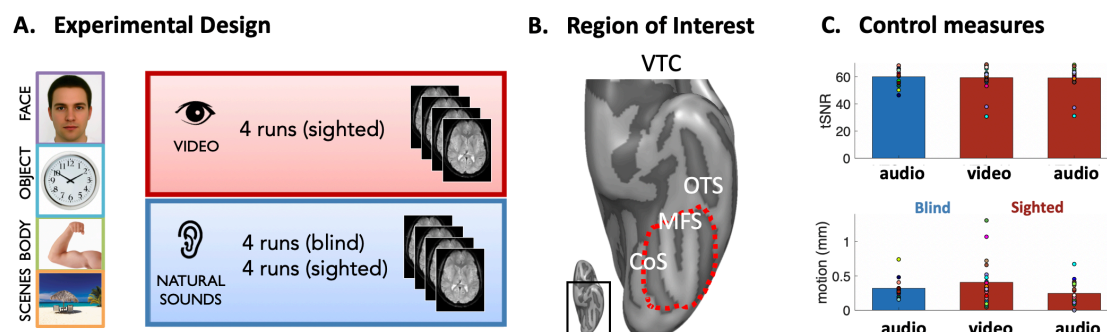 A. Experimental Design
FACE
OBJECT
BODY
SCENES
VIDEO
4 runs (sighted)
NATURAL
SOUNDS
4 runs (blind)
4 runs (sighted)
B. Region of Interest
VTC
OTS
MFS
CoS
C. Control measures
tSNR
60
40
20
0
audio
video
audio
Blind
Sighted
motion (mm)
1
0.5
0
audio
video
audio